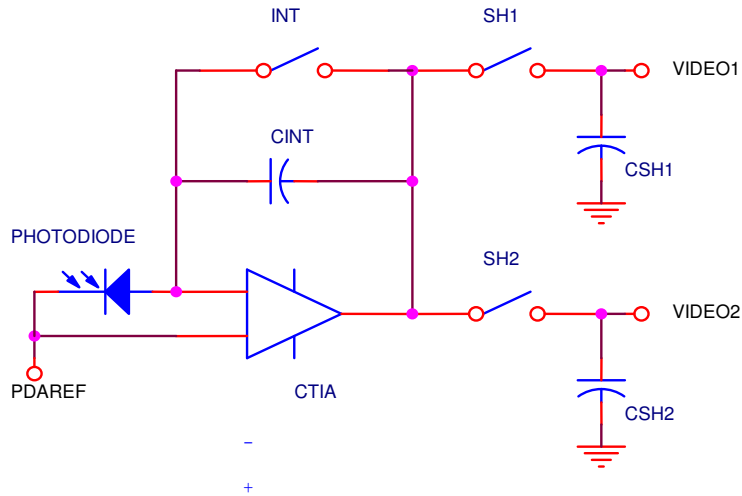 INT
SH1
VIDEO1
CINT
CSH1
PHOTODIODE
SH2
VIDEO2
PDAREF
CTIA
CSH2
−
+